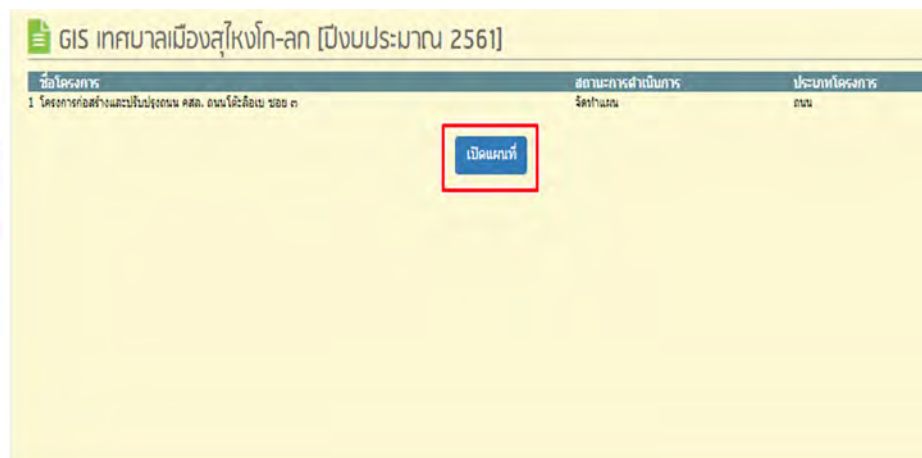 GIS เทศบาลเมืองสุไหงโก-ลก [ปีงบประมาณ 2561]
ชื่อโครงการ สถานะการดำเนินการ ประเภทโครงการ
1 โครงการก่อสร้างและปรับปรุงถนน คสล. ถนนโต๊ะลือเบ ซอย ๓ จัดทำแผน ถนน
เปิดแผนที่